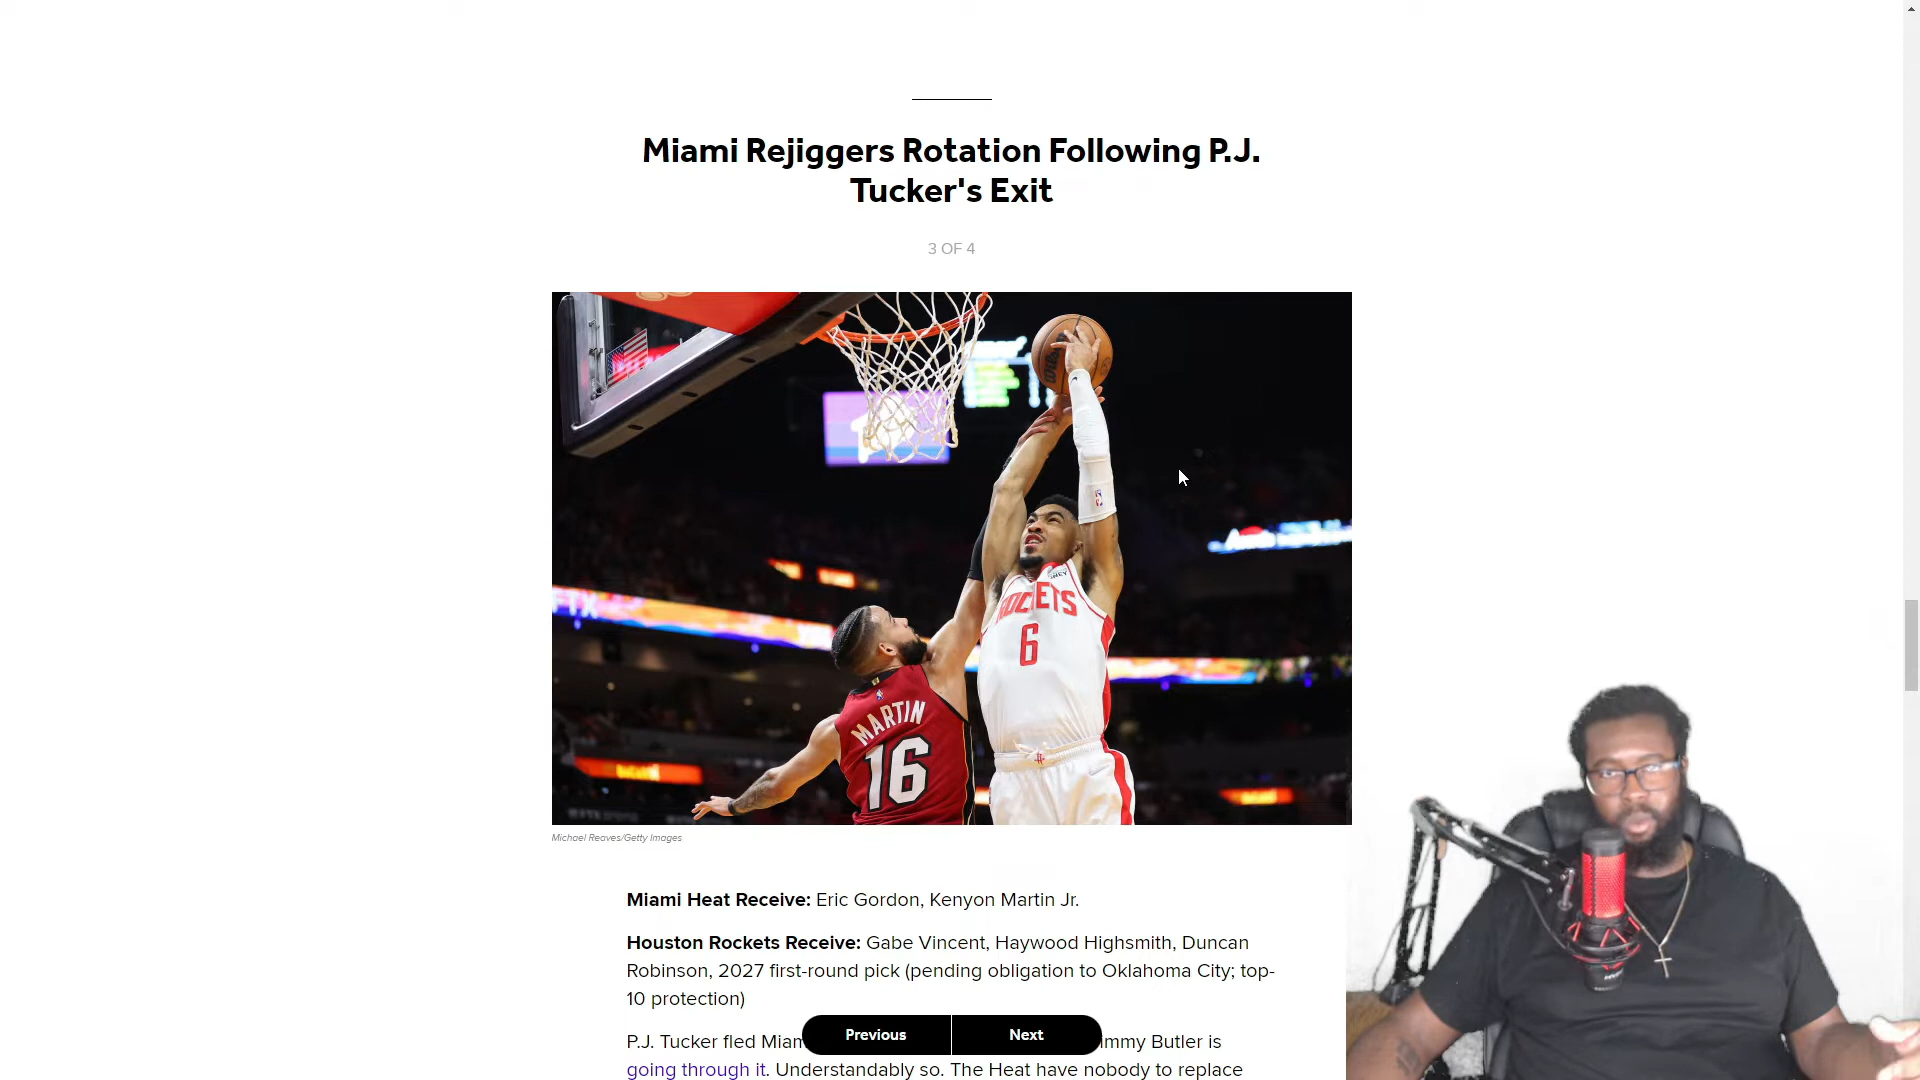 Miami Rejiggers Rotation Following P.J.
Tucker's Exit
3 OF 4
ROCKETS
6
MARTIN
16
Michael Reaves/Getty Images
Miami Heat Receive: Eric Gordon, Kenyon Martin Jr.
Houston Rockets Receive: Gabe Vincent, Haywood Highsmith, Duncan
Robinson, 2027 first-round pick (pending obligation to Oklahoma City; top-
10 protection)
Previous
Next
P.J. Tucker fled Butler is
going through it. Understandably so. The Heat have nobody to replace